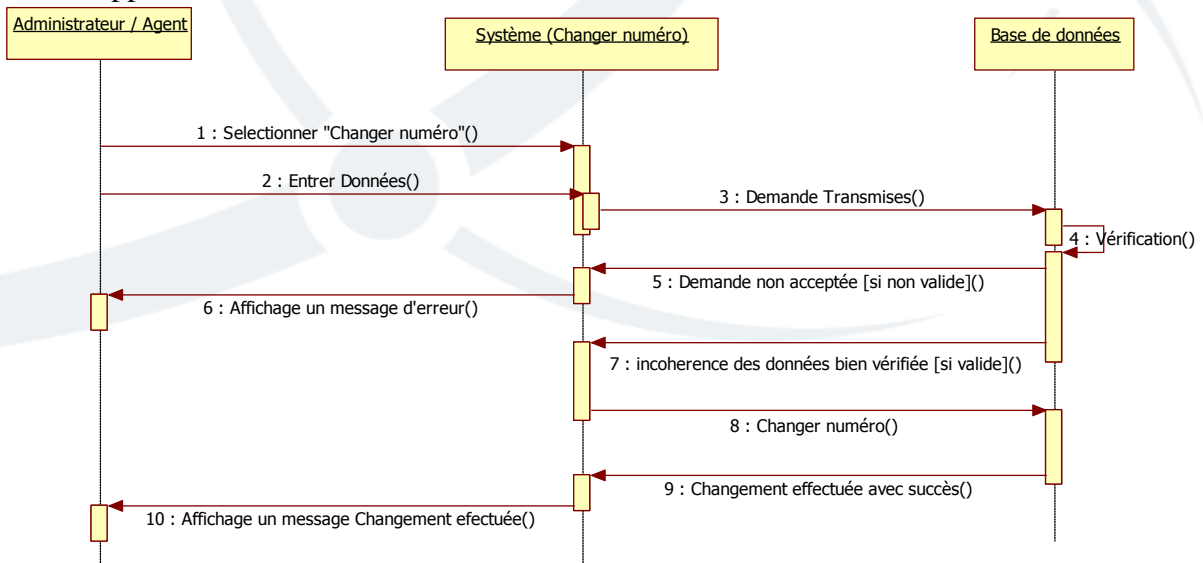 Administrateur / Agent
Système (Changer numéro)
Base de données
1 : Selectionner "Changer numéro"()
2 : Entrer Données()
3 : Demande Transmises()
4 : Vérification()
5 : Demande non acceptée [si non valide]()
6 : Affichage un message d'erreur()
7 : incoherence des données bien vérifiée [si valide]()
8 : Changer numéro()
9 : Changement effectuée avec succès()
10 : Affichage un message Changement efectuée()